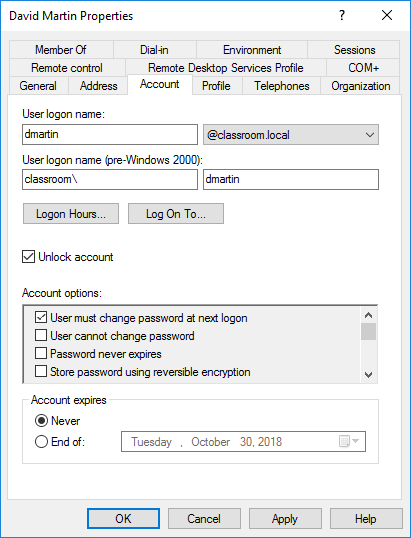 David Martin Properties
Member Of Dial-in Environment Sessions
Remote control Remote Desktop Services Profile COM+
General Address Account Profile Telephones Organization
User logon name:
dmartin @classroom.local
User logon name (pre-Windows 2000):
classroom\ dmartin
Logon Hours... Log On To...
Unlock account
Account options:
User must change password at next logon
User cannot change password
Password never expires
Store password using reversible encryption
Account expires
Never
End of: Tuesday , October 30, 2018
OK Cancel Apply Help